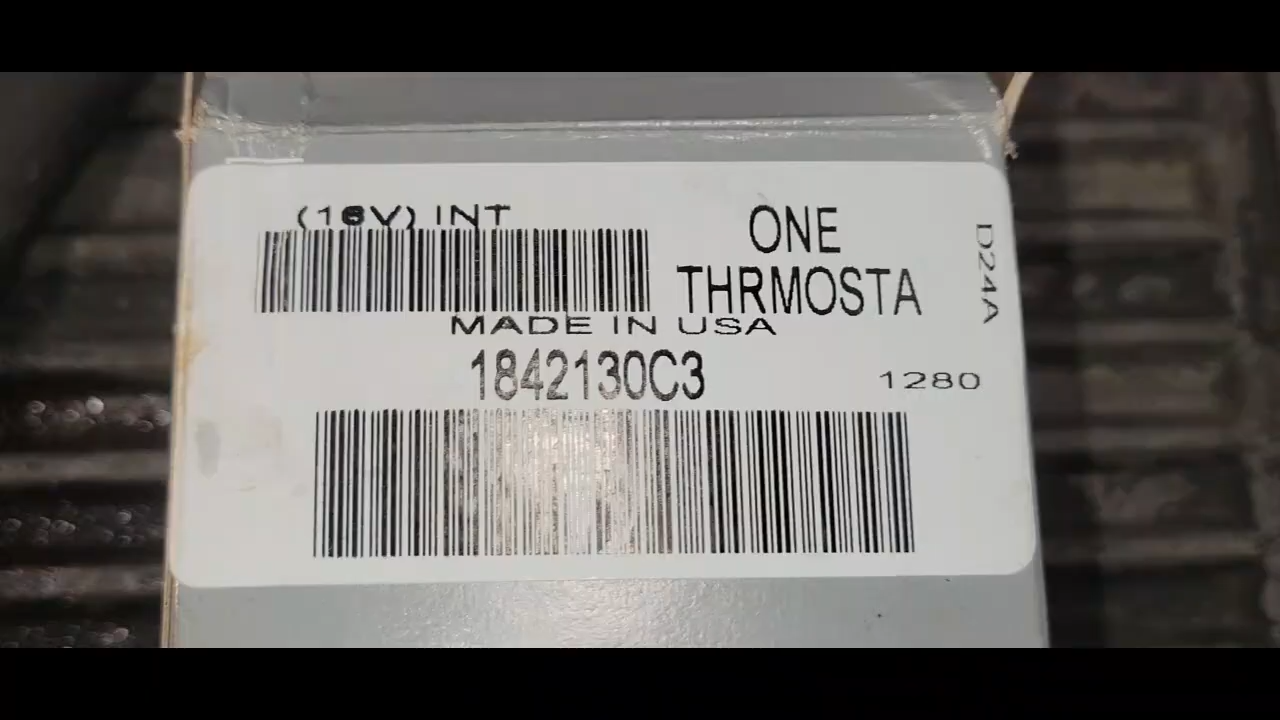 (16V) INT
ONE
THRMOSTA
D24A
MADE IN USA
1842130C3
1280